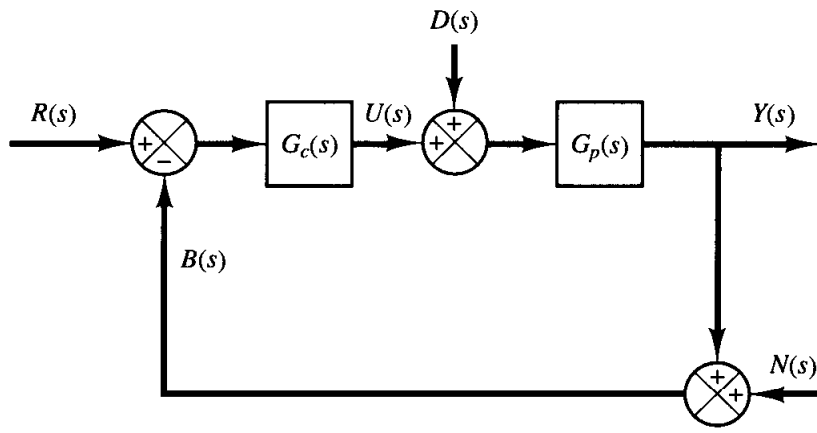 D(s)
R(s)
+
−
G_c(s)
U(s)
+
+
G_p(s)
Y(s)
B(s)
+
+
N(s)